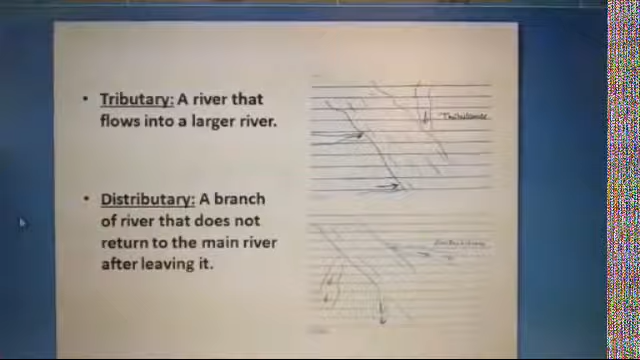 • Tributary: A river that
flows into a larger river.
• Distributary: A branch
of river that does not
return to the main river
after leaving it.